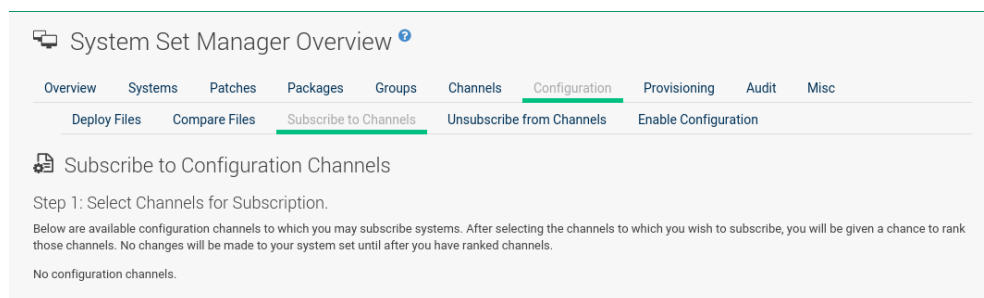 System Set Manager Overview ?
Overview Systems Patches Packages Groups Channels Configuration Provisioning Audit Misc
Deploy Files Compare Files Subscribe to Channels Unsubscribe from Channels Enable Configuration
Subscribe to Configuration Channels
Step 1: Select Channels for Subscription.
Below are available configuration channels to which you may subscribe systems. After selecting the channels to which you wish to subscribe, you will be given a chance to rank
those channels. No changes will be made to your system set until after you have ranked channels.
No configuration channels.